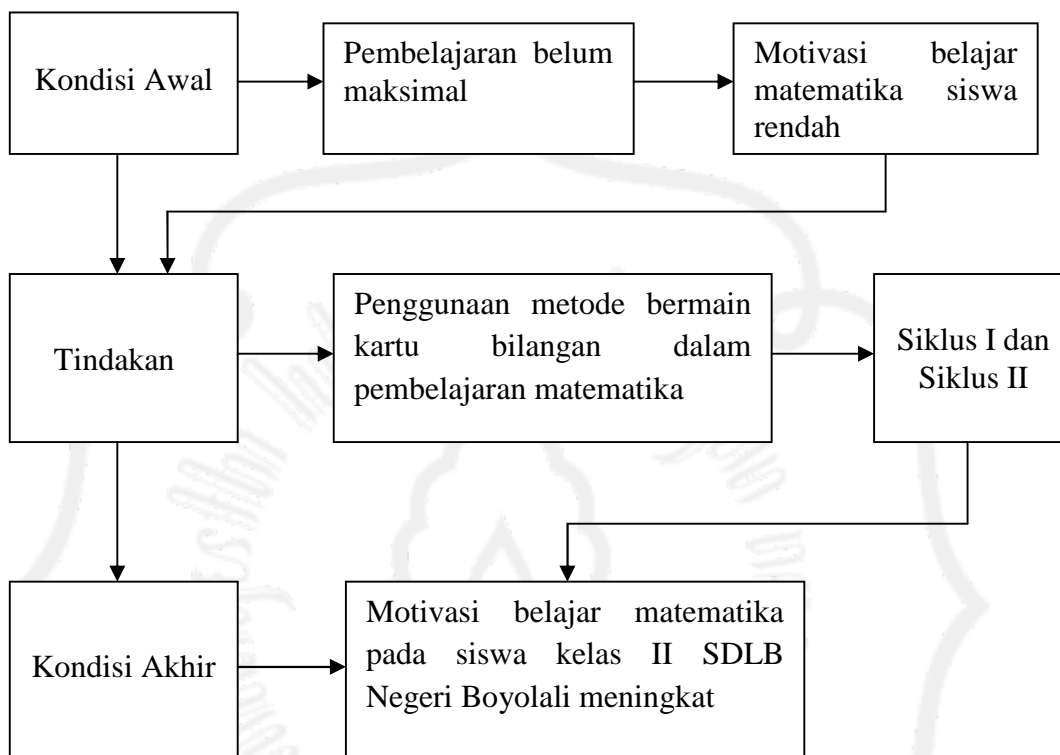 Kondisi Awal
Pembelajaran belum
maksimal
Motivasi belajar
matematika siswa
rendah
Tindakan
Penggunaan metode bermain
kartu bilangan dalam
pembelajaran matematika
Siklus I dan
Siklus II
Kondisi Akhir
Motivasi belajar matematika
pada siswa kelas II SDLB
Negeri Boyolali meningkat